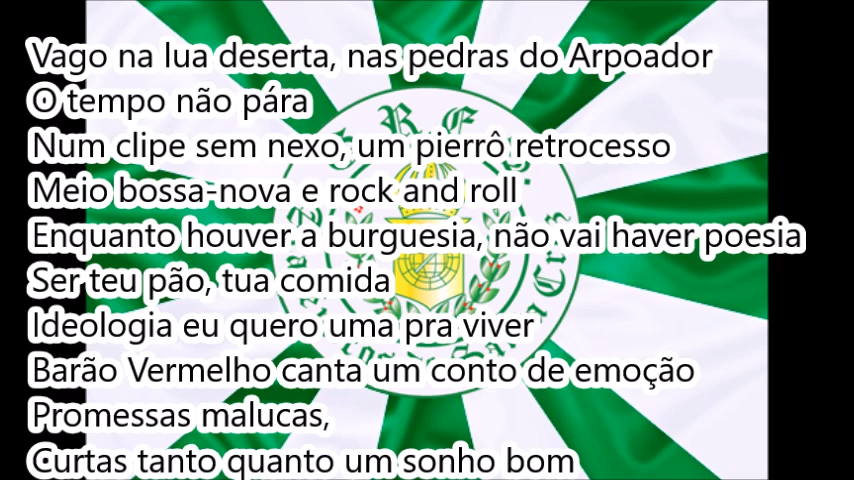 Vago na lua deserta, nas pedras do Arpoador
O tempo não pára
Num clipe sem nexo, um pierrô retrocesso
Meio bossa-nova e rock and roll
Enquanto houver a burguesia, não vai haver poesia
Ser teu pão, tua comida
Ideologia eu quero uma pra viver
Barão Vermelho canta um conto de emoção
Promessas malucas,
Curtas tanto quanto um sonho bom